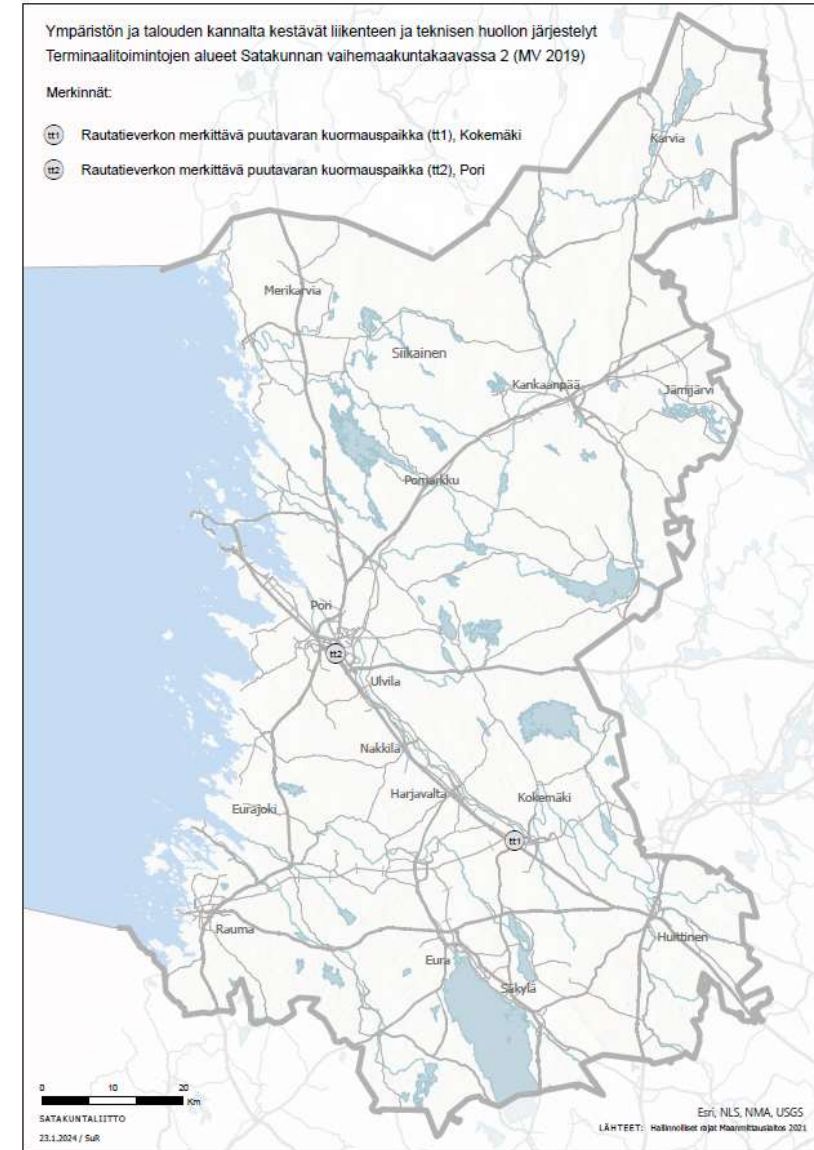 Ympäristön ja talouden kannalta kestävät liikenteen ja teknisen huollon järjestelyt
Terminaalitoimintojen alueet Satakunnan vaihemaakuntakaavassa 2 (MV 2019)
Merkinnät:
tt1 Rautatieverkon merkittävä puutavaran kuormauspaikka (tt1), Kokemäki
tt2 Rautatieverkon merkittävä puutavaran kuormauspaikka (tt2), Pori
Karvia
Merikarvia
Siikainen
Kankaanpää
Jämijärvi
Pomarkku
Pori
tt2
Ulvila
Nakkila
Harjavalta
Kokemäki
Eurajoki
tt1
Rauma
Huittinen
Eura
Säkylä
0 10 20
Km
SATAKUNTALIITTO
23.1.2024 / SuR
Esri, NLS, NMA, USGS
LÄHTEET: Hallinnolliset rajat Maanmittauslaitos 2021